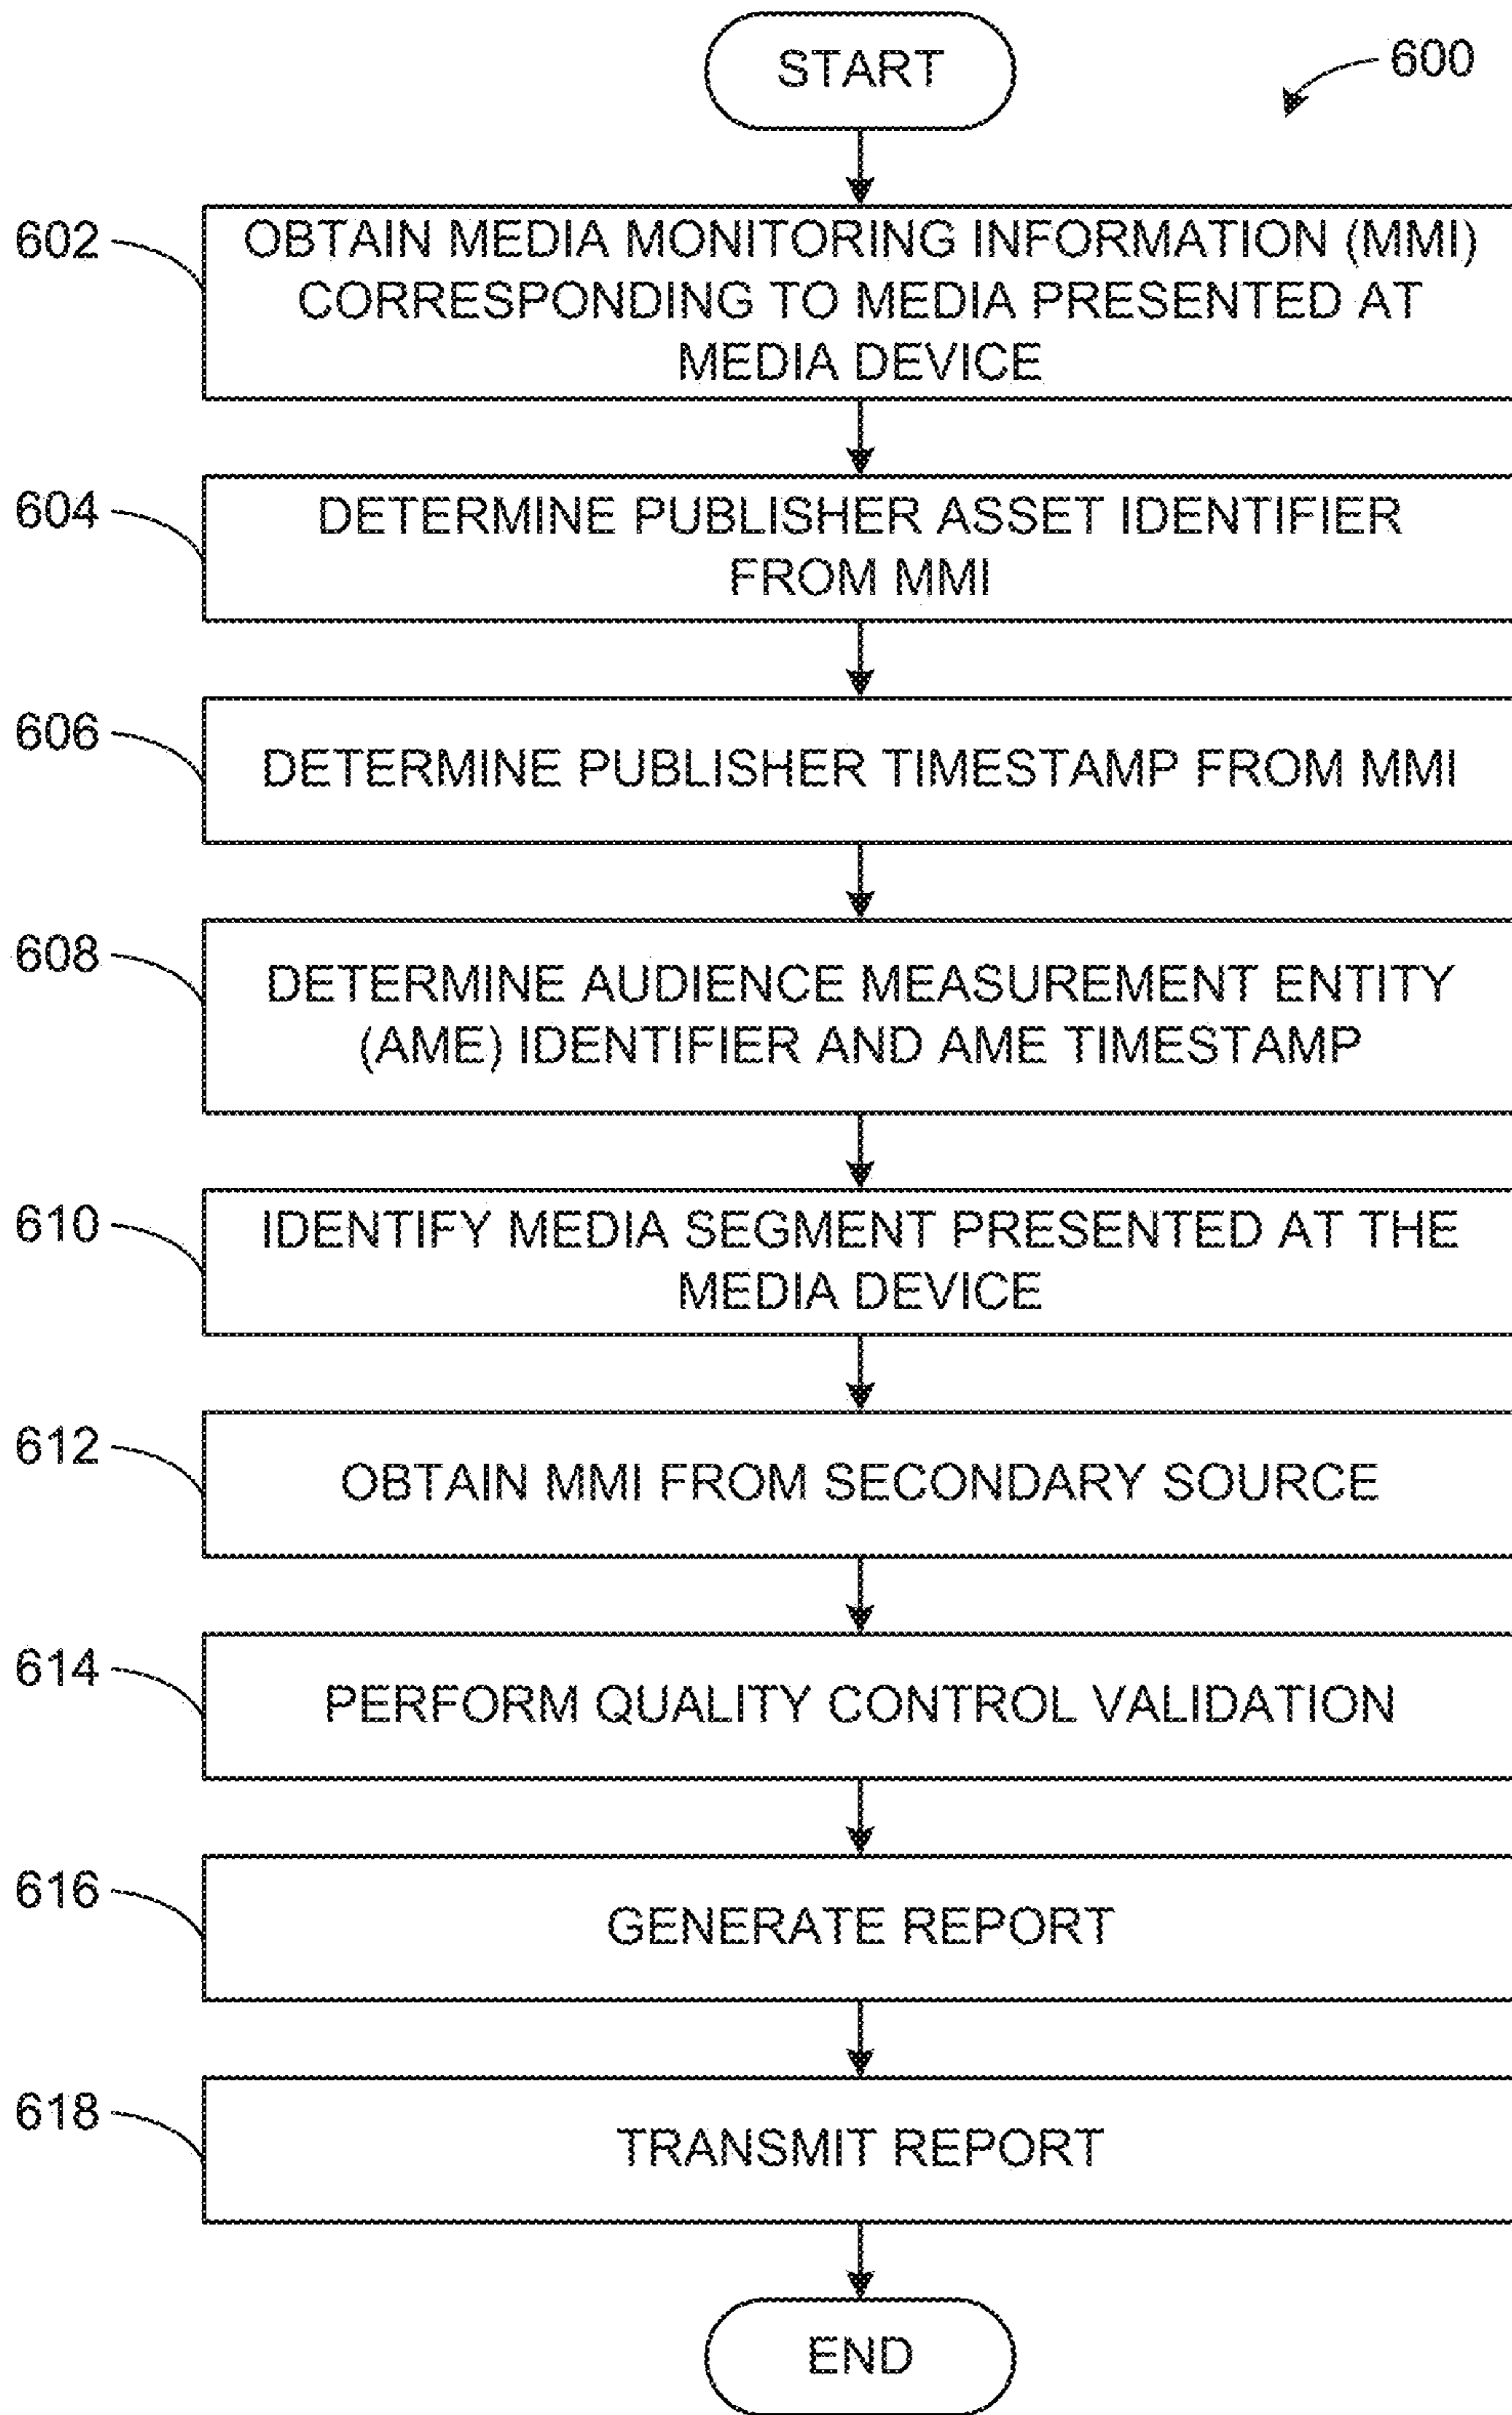 START
600
602
OBTAIN MEDIA MONITORING INFORMATION (MMI)
CORRESPONDING TO MEDIA PRESENTED AT
MEDIA DEVICE
604
DETERMINE PUBLISHER ASSET IDENTIFIER
FROM MMI
606
DETERMINE PUBLISHER TIMESTAMP FROM MMI
608
DETERMINE AUDIENCE MEASUREMENT ENTITY
(AME) IDENTIFIER AND AME TIMESTAMP
610
IDENTIFY MEDIA SEGMENT PRESENTED AT THE
MEDIA DEVICE
612
OBTAIN MMI FROM SECONDARY SOURCE
614
PERFORM QUALITY CONTROL VALIDATION
616
GENERATE REPORT
618
TRANSMIT REPORT
END